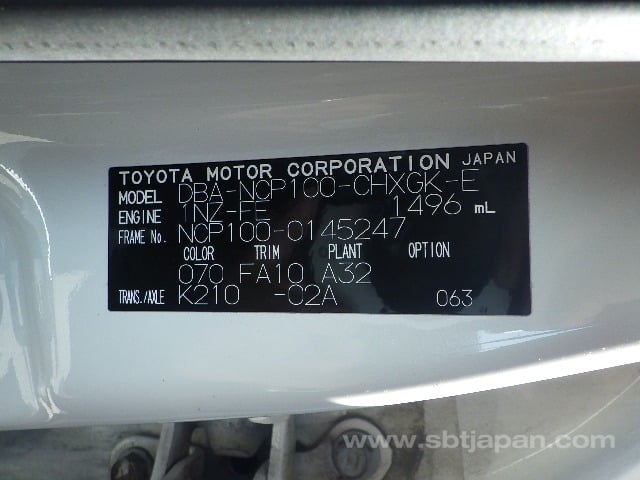 TOYOTA MOTOR CORPORATION JAPAN
MODEL DBA-NCP100-CHXGK-E
ENGINE 1NZ-FE 1496 mL
FRAME No. NCP100-0145247
COLOR TRIM PLANT OPTION
070 FA10 A32
TRANS./AXLE K210 -02A 063
www.sbtjapan.com